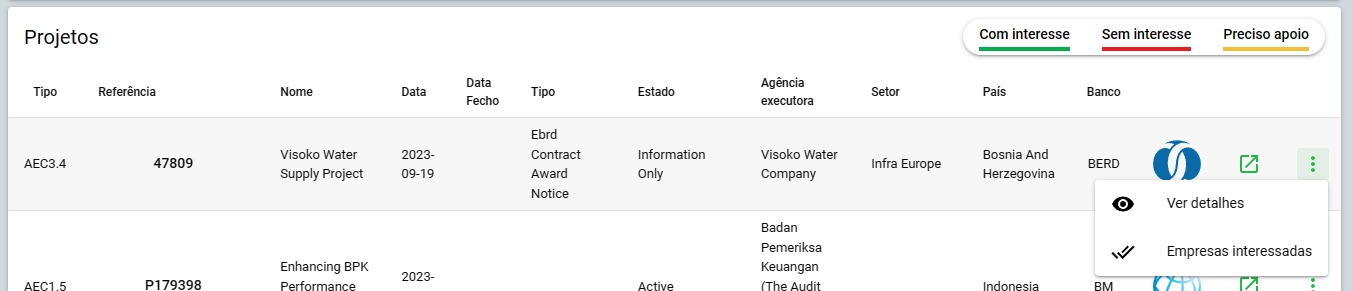 Projetos
Com interesse Sem interesse Preciso apoio
Tipo Referência Nome Data Data Fecho Tipo Estado Agência executora Setor País Banco
AEC3.4
47809
Visoko Water
Supply Project
2023-
09-19
Ebrd
Contract
Award
Notice
Information
Only
Visoko Water
Company
Infra Europe
Bosnia And
Herzegovina
BERD
Ver detalhes
Empresas interessadas
AEC1.5
P179398
Enhancing BPK
Performance
2023-
Active
Badan
Pemeriksa
Keuangan
(The Audit
Indonesia
BM